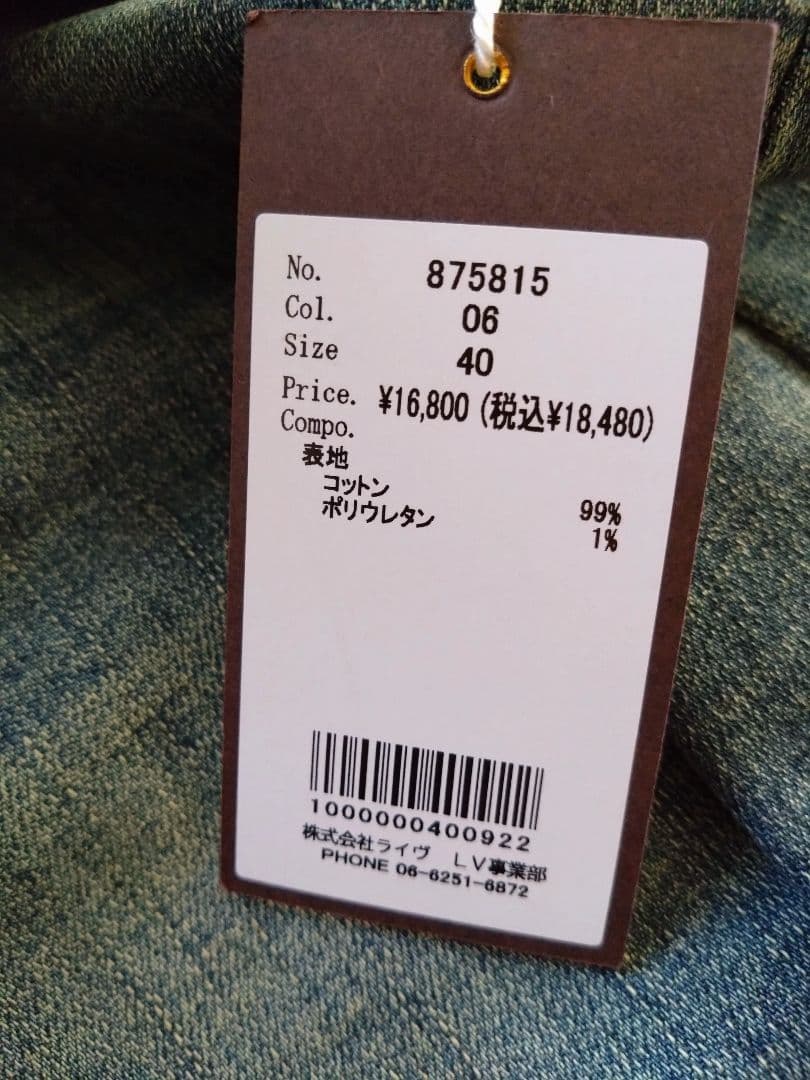 No. 875815
Col. 06
Size 40
Price. ¥16,800 (税込¥18,480)
Compo.
表地
コットン 99%
ポリウレタン 1%
1000000400922
株式会社ライヴ LV事業部
PHONE 06-6251-6872